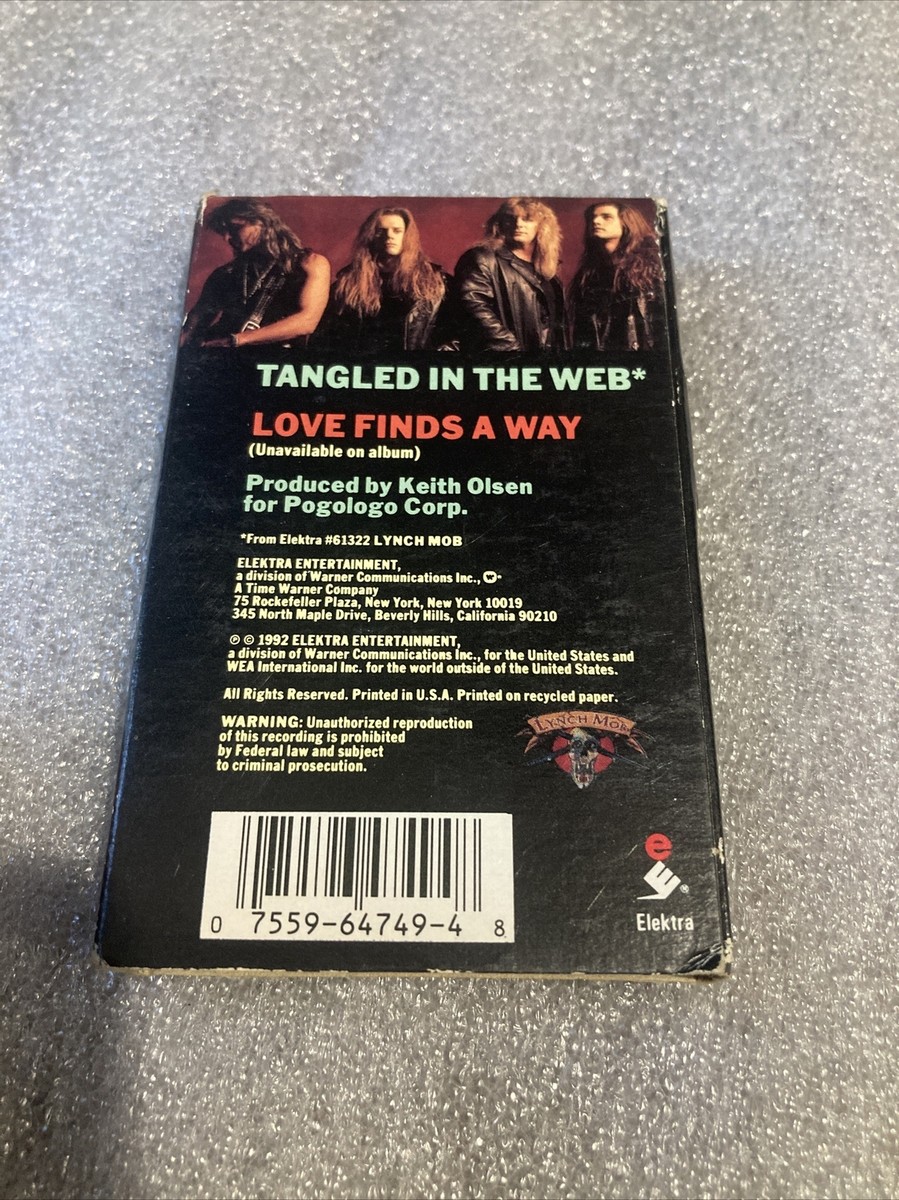 TANGLED IN THE WEB*
LOVE FINDS A WAY
(Unavailable on album)
Produced by Keith Olsen
for Pogologo Corp.
*From Elektra #61322 LYNCH MOB
ELEKTRA ENTERTAINMENT,
a division of Warner Communications Inc.,
A Time Warner Company
75 Rockefeller Plaza, New York, New York 10019
345 North Maple Drive, Beverly Hills, California 90210
℗ © 1992 ELEKTRA ENTERTAINMENT,
a division of Warner Communications Inc., for the United States and
WEA International Inc. for the world outside of the United States.
All Rights Reserved. Printed in U.S.A. Printed on recycled paper.
WARNING: Unauthorized reproduction
of this recording is prohibited
by Federal law and subject
to criminal prosecution.
LYNCH MOB
0 7559-64749-4 8
e
E®
Elektra